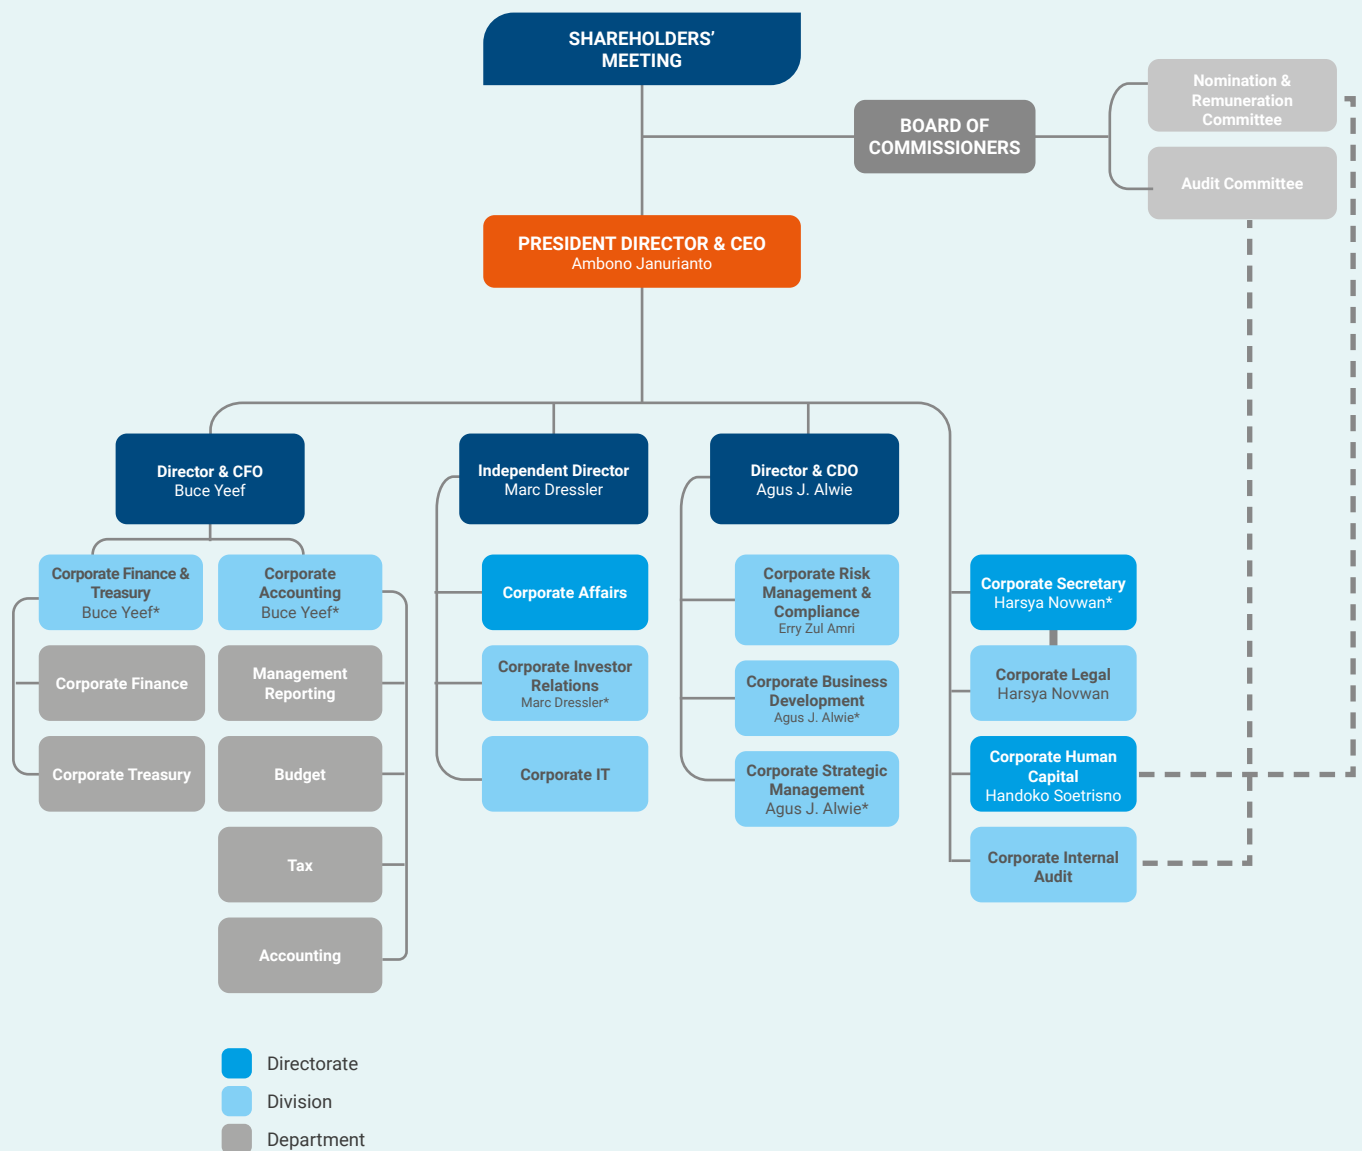 SHAREHOLDERS'
MEETING
Nomination &
Remuneration
Committee
BOARD OF
COMMISSIONERS
Audit Committee
PRESIDENT DIRECTOR & CEO
Ambono Janurianto
Director & CFO
Buce Yeef
Independent Director
Marc Dressler
Director & CDO
Agus J. Alwie
Corporate Finance &
Treasury
Buce Yeef*
Corporate
Accounting
Buce Yeef*
Corporate Affairs
Corporate Risk
Management &
Compliance
Erry Zul Amri
Corporate Secretary
Harsya Novwan*
Corporate Finance
Management
Reporting
Corporate Investor
Relations
Marc Dressler*
Corporate Business
Development
Agus J. Alwie*
Corporate Legal
Harsya Novwan
Corporate Treasury
Budget
Corporate IT
Corporate Strategic
Management
Agus J. Alwie*
Corporate Human
Capital
Handoko Soetrisno
Tax
Corporate Internal
Audit
Accounting
Directorate
Division
Department